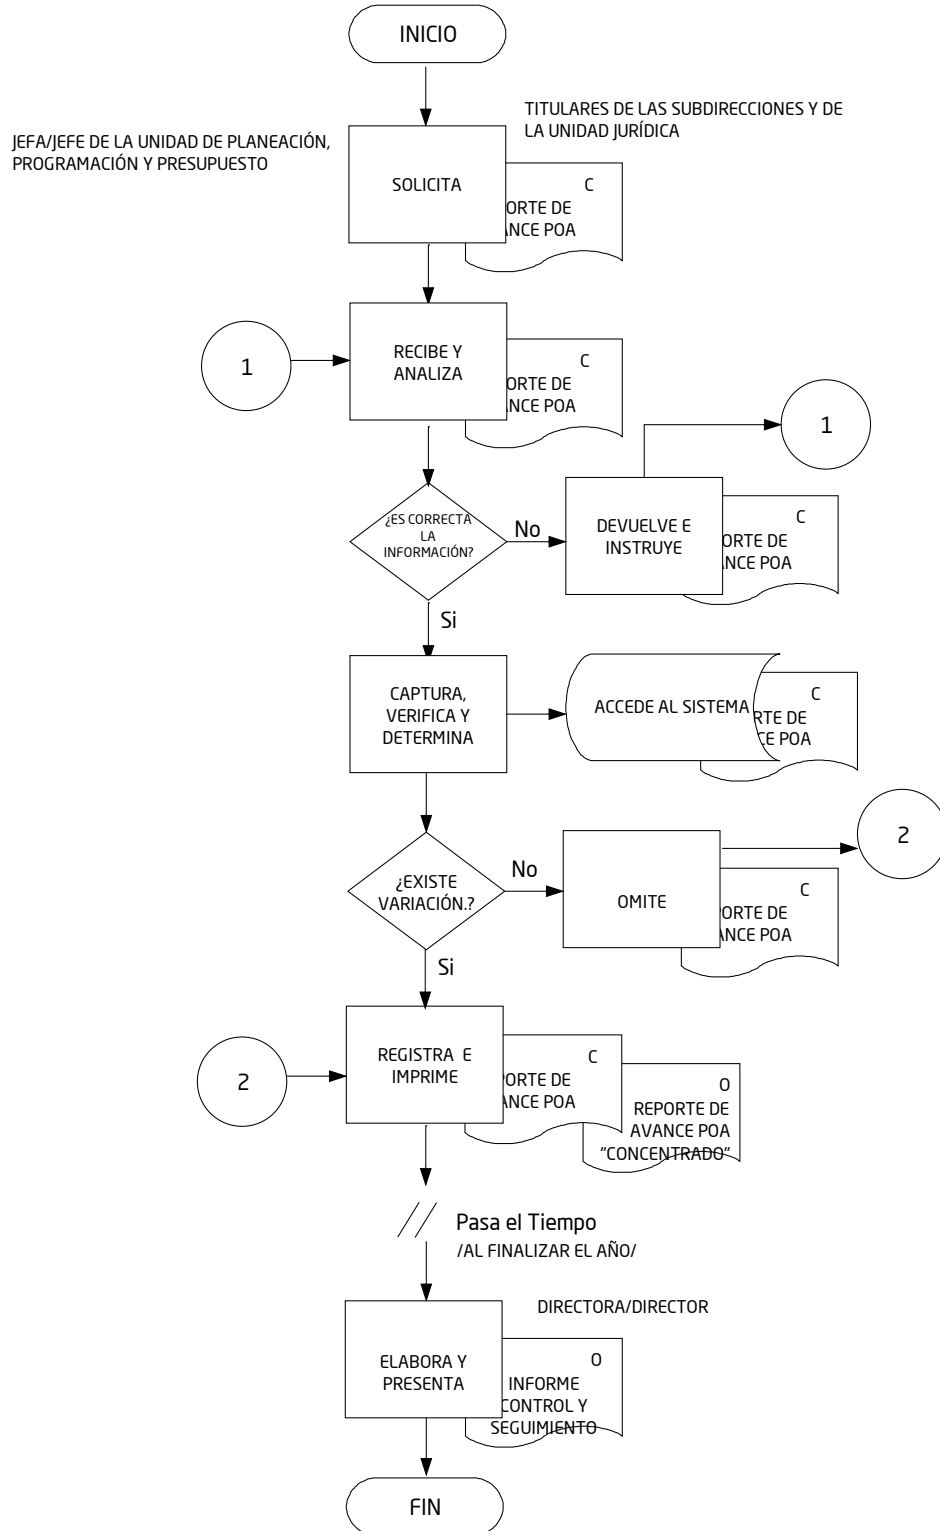 INICIO
TITULARES DE LAS SUBDIRECCIONES Y DE
LA UNIDAD JURÍDICA
JEFA/JEFE DE LA UNIDAD DE PLANEACIÓN,
PROGRAMACIÓN Y PRESUPUESTO
SOLICITA
C
ORTE DE
ANCE POA
1
RECIBE Y
ANALIZA
C
ORTE DE
ANCE POA
1
¿ES CORRECTA
LA
INFORMACIÓN?
No
DEVUELVE E
INSTRUYE
C
ORTE DE
ANCE POA
Si
CAPTURA,
VERIFICA Y
DETERMINA
ACCEDE AL SISTEMA
C
RTE DE
CE POA
2
¿EXISTE
VARIACIÓN.?
No
OMITE
C
PORTE DE
ANCE POA
Si
2
REGISTRA E
IMPRIME
C
PORTE DE
ANCE POA
O
REPORTE DE
AVANCE POA
"CONCENTRADO"
Pasa el Tiempo
/AL FINALIZAR EL AÑO/
DIRECTORA/DIRECTOR
ELABORA Y
PRESENTA
O
INFORME
CONTROL Y
SEGUIMIENTO
FIN